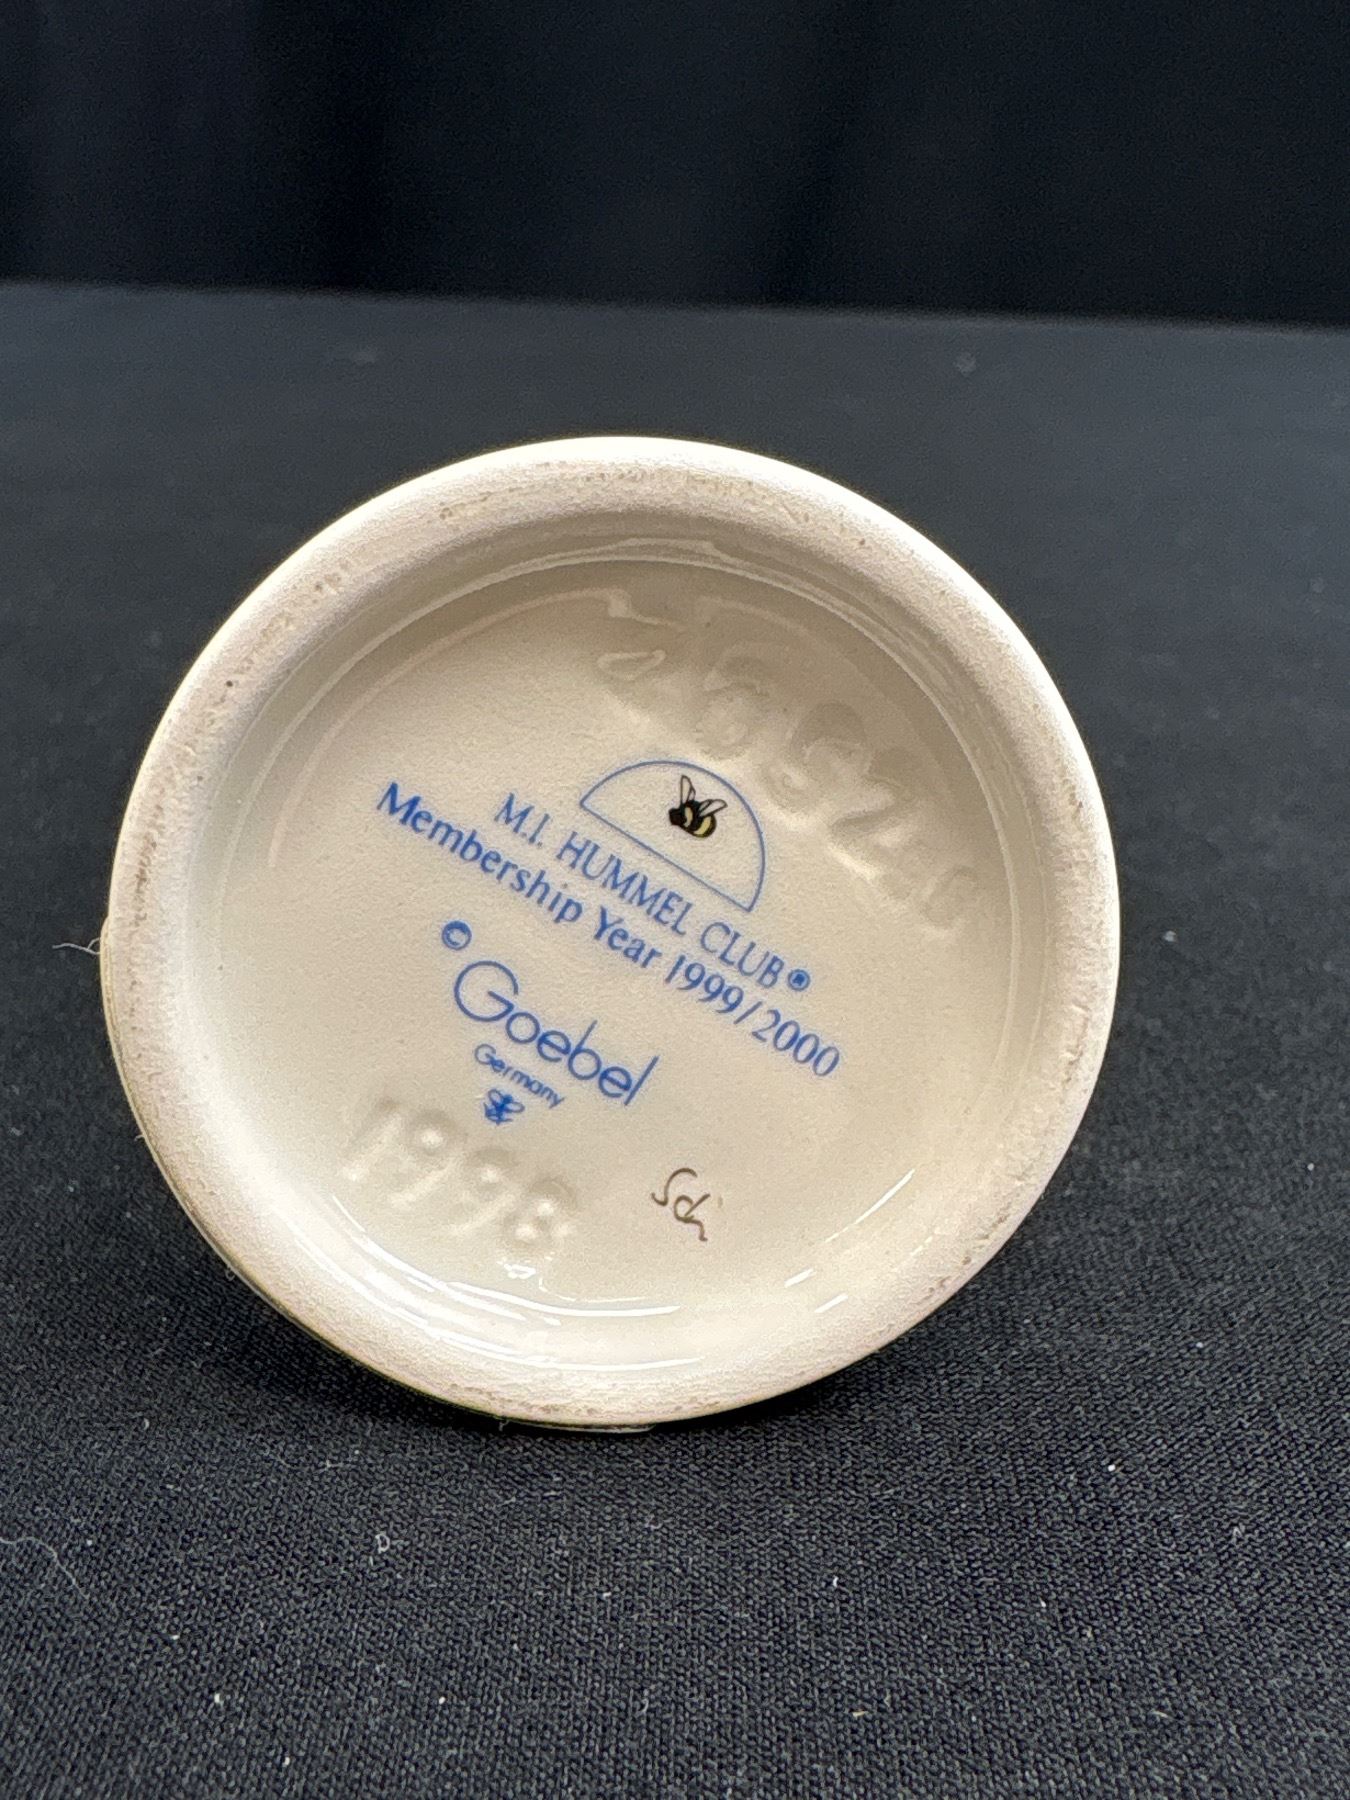 M.I. HUMMEL CLUB®
Membership Year 1999/2000
©
Goebel
Germany
1998